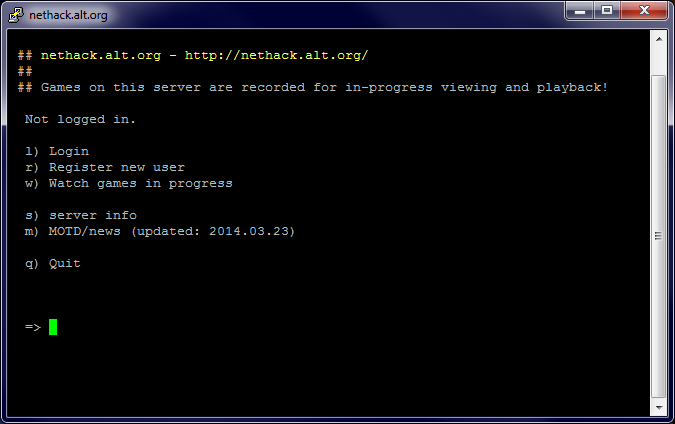 nethack.alt.org
## nethack.alt.org - http://nethack.alt.org/
##
## Games on this server are recorded for in-progress viewing and playback!
Not logged in.
l) Login
r) Register new user
w) Watch games in progress
s) server info
m) MOTD/news (updated: 2014.03.23)
q) Quit
=>